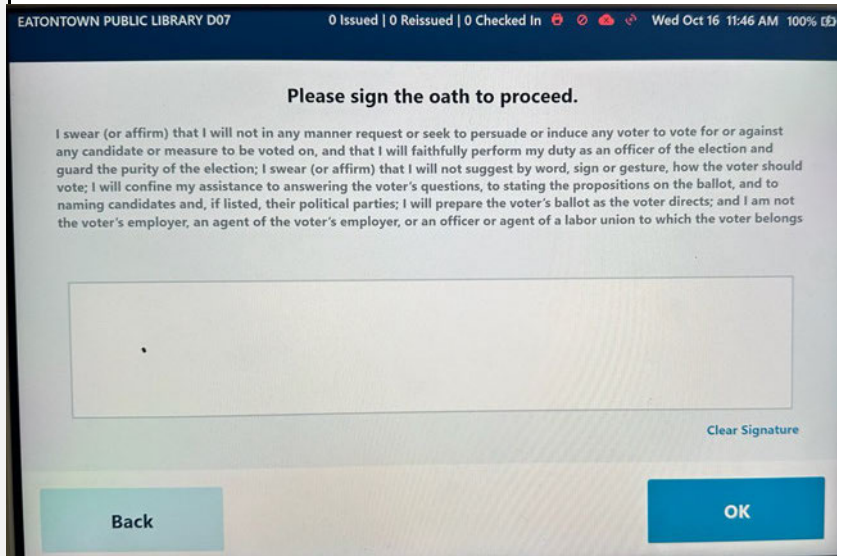 EATONTOWN PUBLIC LIBRARY D07 0 Issued | 0 Reissued | 0 Checked In Wed Oct 16 11:46 AM 100%
Please sign the oath to proceed.
I swear (or affirm) that I will not in any manner request or seek to persuade or induce any voter to vote for or against
any candidate or measure to be voted on, and that I will faithfully perform my duty as an officer of the election and
guard the purity of the election; I swear (or affirm) that I will not suggest by word, sign or gesture, how the voter should
vote; I will confine my assistance to answering the voter's questions, to stating the propositions on the ballot, and to
naming candidates and, if listed, their political parties; I will prepare the voter's ballot as the voter directs; and I am not
the voter's employer, an agent of the voter's employer, or an officer or agent of a labor union to which the voter belongs
Clear Signature
Back OK